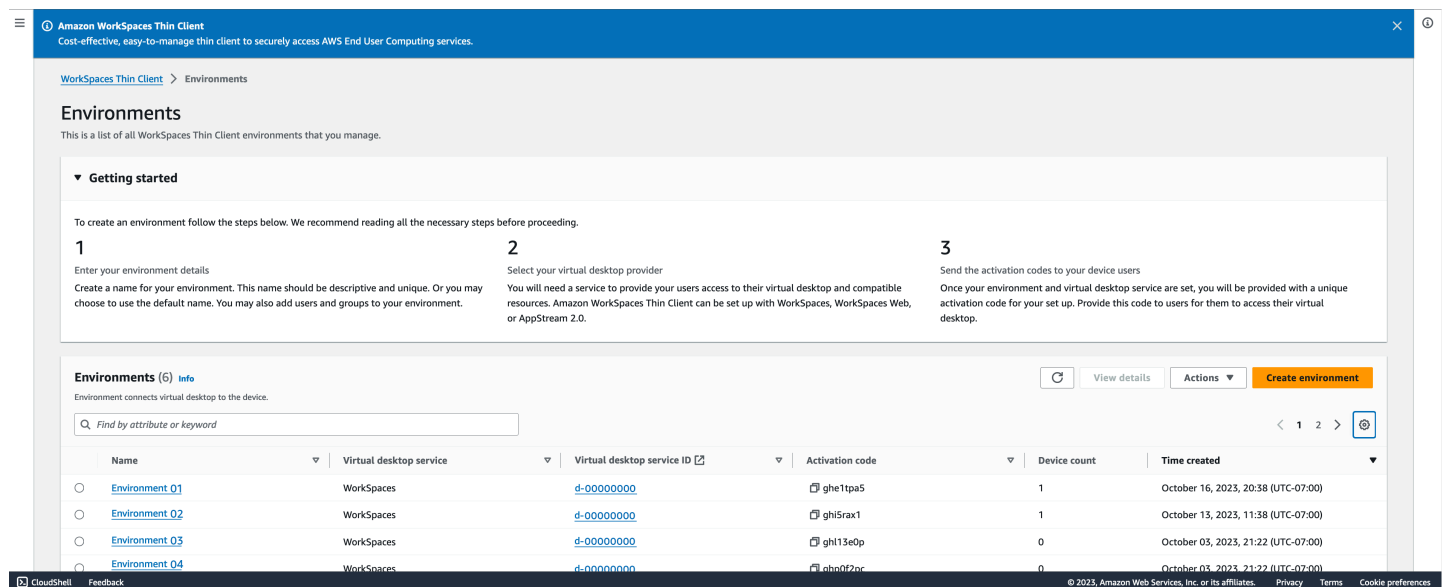 Amazon WorkSpaces Thin Client
Cost-effective, easy-to-manage thin client to securely access AWS End User Computing services.
WorkSpaces Thin Client > Environments
Environments
This is a list of all WorkSpaces Thin Client environments that you manage.
Getting started
To create an environment follow the steps below. We recommend reading all the necessary steps before proceeding.
1
Enter your environment details
Create a name for your environment. This name should be descriptive and unique. Or you may
choose to use the default name. You may also add users and groups to your environment.
2
Select your virtual desktop provider
You will need a service to provide your users access to their virtual desktop and compatible
resources. Amazon WorkSpaces Thin Client can be set up with WorkSpaces, WorkSpaces Web,
or AppStream 2.0.
3
Send the activation codes to your device users
Once your environment and virtual desktop service are set, you will be provided with a unique
activation code for your set up. Provide this code to users for them to access their virtual
desktop.
Environments (6) Info
View details Actions Create environment
Environment connects virtual desktop to the device.
Find by attribute or keyword
1 2
Name Virtual desktop service Virtual desktop service ID Activation code Device count Time created
Environment 01 WorkSpaces d-00000000 ghe1tpa5 1 October 16, 2023, 20:38 (UTC-07:00)
Environment 02 WorkSpaces d-00000000 ghi5rax1 1 October 13, 2023, 11:38 (UTC-07:00)
Environment 03 WorkSpaces d-00000000 ghl13e0p 0 October 03, 2023, 21:22 (UTC-07:00)
Environment 04 WorkSpaces d-00000000 ghp0f2pc 0 October 03, 2023, 21:22 (UTC-07:00)
CloudShell Feedback © 2023, Amazon Web Services, Inc. or its affiliates. Privacy Terms Cookie preferences